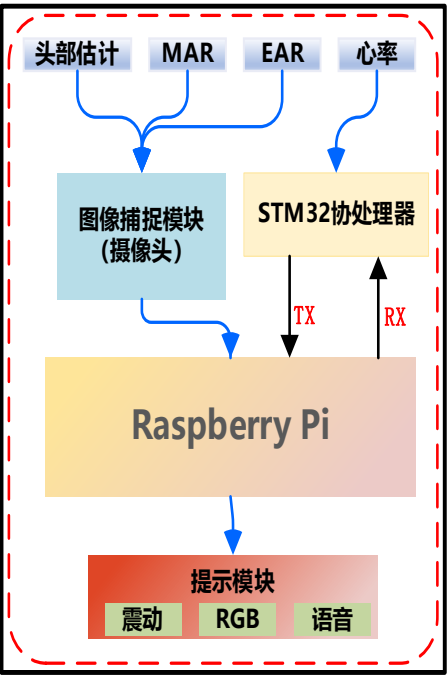 头部估计
MAR
EAR
心率
图像捕捉模块
(摄像头)
STM32协处理器
TX
RX
Raspberry Pi
提示模块
震动
RGB
语音